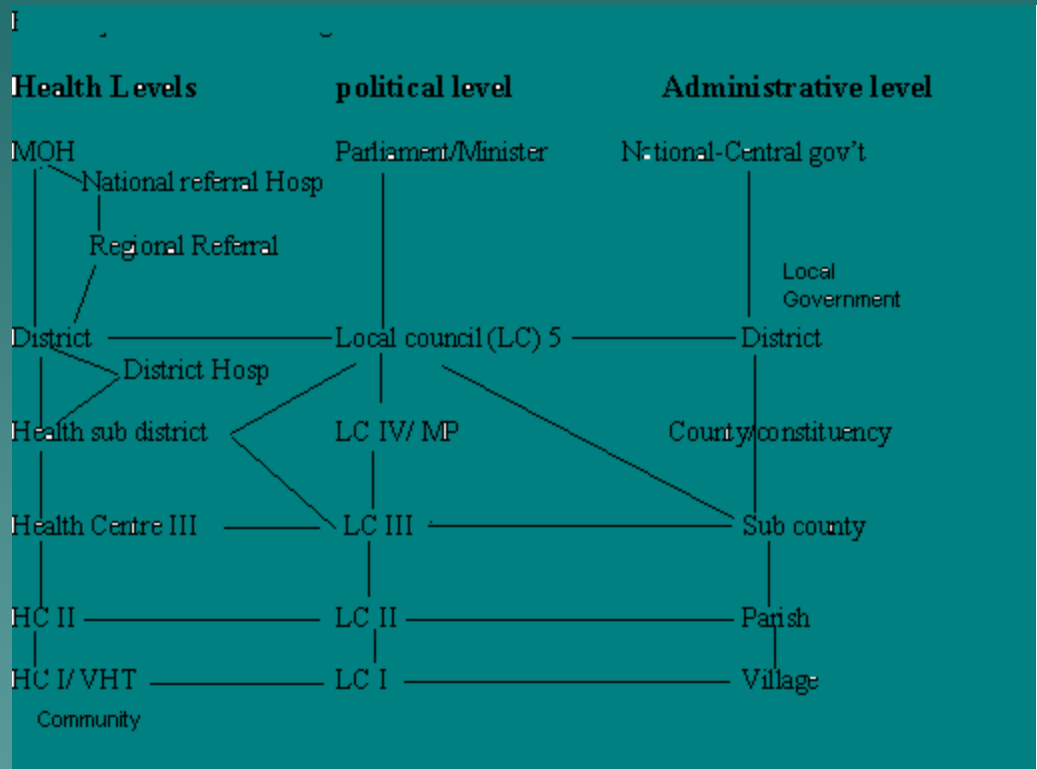 Health Levels political level Administrative level
MOH Parliament/Minister National-Central gov't
National referral Hosp
Regional Referral
Local
Government
District Local council (LC) 5 District
District Hosp
Health sub district LC IV/ MP County/constituency
Health Centre III LC III Sub county
HC II LC II Parish
HC I/ VHT LC I Village
Community